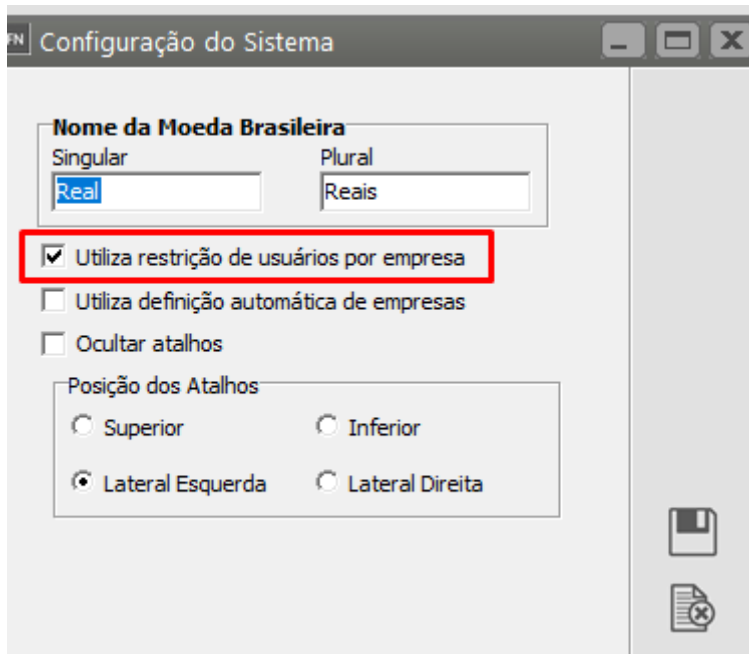 FN Configuração do Sistema
Nome da Moeda Brasileira
Singular Plural
Real Reais
Utiliza restrição de usuários por empresa
Utiliza definição automática de empresas
Ocultar atalhos
Posição dos Atalhos
Superior Inferior
Lateral Esquerda Lateral Direita